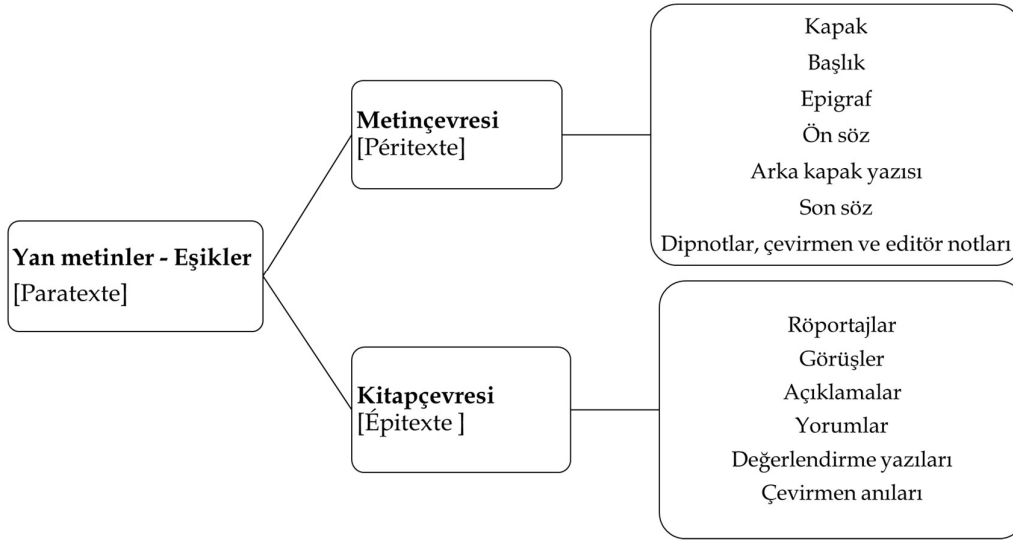 Yan metinler - Eşikler
[Paratexte]
Metinçevresi
[Péritexte]
Kapak
Başlık
Epigraf
Ön söz
Arka kapak yazısı
Son söz
Dipnotlar, çevirmen ve editör notları
Kitapçevresi
[Épitexte ]
Röportajlar
Görüşler
Açıklamalar
Yorumlar
Değerlendirme yazıları
Çevirmen anıları